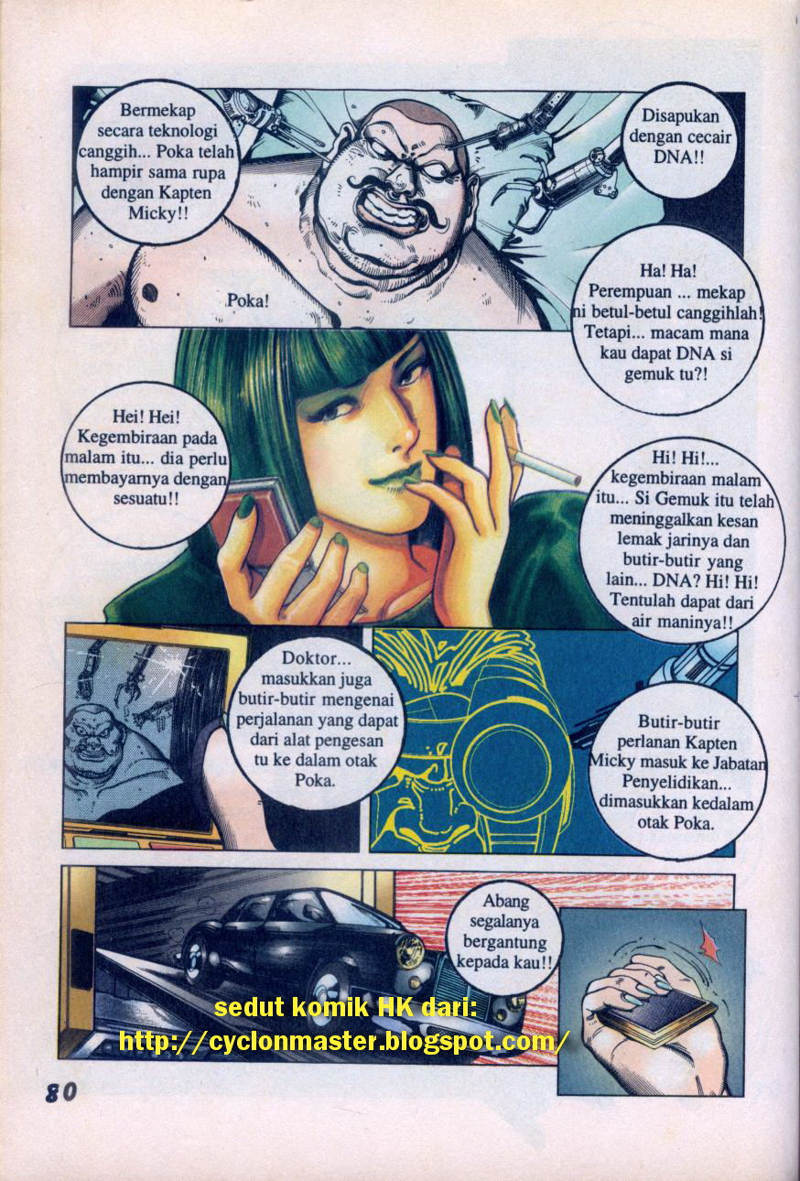 Bermekap
secara teknologi
canggih... Poka telah
hampir sama rupa
dengan Kapten
Micky!!
Disapukan
dengan cecair
DNA!!
Poka!
Ha! Ha!
Perempuan ... mekap
ni betul-betul canggihlah!
Tetapi... macam mana
kau dapat DNA si
gemuk tu?!
Hei! Hei!
Kegembiraan pada
malam itu... dia perlu
membayarnya dengan
sesuatu!!
Hi! Hi!...
kegembiraan malam
itu... Si Gemuk itu telah
meninggalkan kesan
lemak jarinya dan
butir-butir yang
lain... DNA? Hi! Hi!
Tentulah dapat dari
air maninya!!
Doktor...
masukkan juga
butir-butir mengenai
perjalanan yang dapat
dari alat pengesan
tu ke dalam otak
Poka.
Butir-butir
perlanan Kapten
Micky masuk ke Jabatan
Penyelidikan...
dimasukkan kedalam
otak Poka.
Abang
segalanya
bergantung
kepada kau!!
sedut komik HK dari:
http://cyclonmaster.blogspot.com/
80